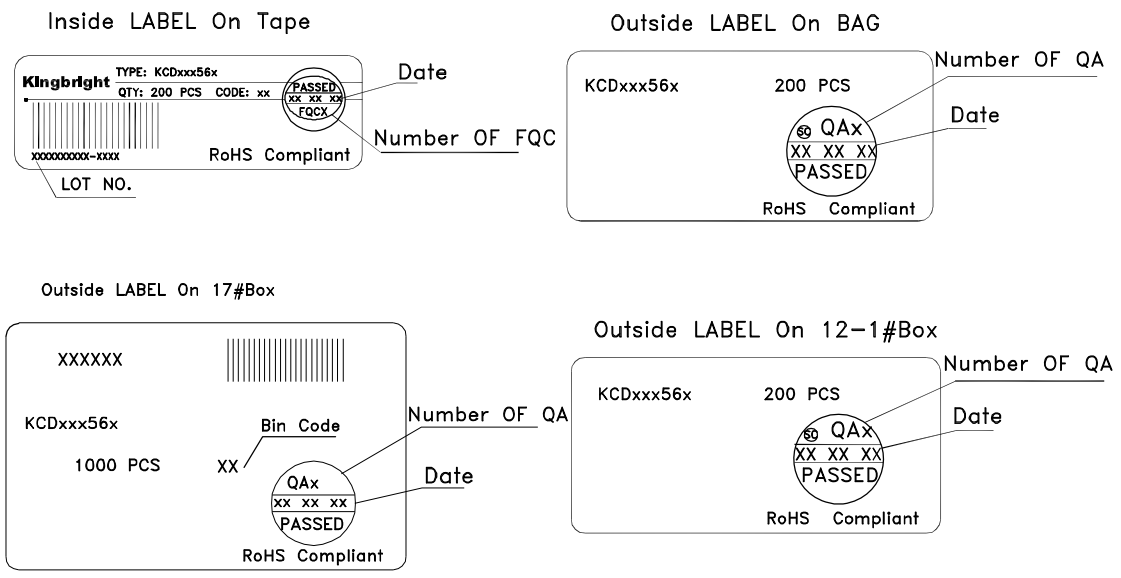 Inside LABEL On Tape
Kingbright
TYPE: KCDxxx56x
QTY: 200 PCS CODE: xx
PASSED
XX XX XX
FQCX
Date
Number OF FQC
XXXXXXXXXX-XXXX
RoHS Compliant
LOT NO.
Outside LABEL On BAG
KCDxxx56x
200 PCS
Number OF QA
SC QAx
XX XX XX
PASSED
Date
RoHS Compliant
Outside LABEL On 17#Box
XXXXXX
KCDxxx56x
Bin Code
1000 PCS
XX
Number OF QA
QAx
XX XX XX
PASSED
Date
RoHS Compliant
Outside LABEL On 12-1#Box
KCDxxx56x
200 PCS
Number OF QA
SC QAx
XX XX XX
PASSED
Date
RoHS Compliant